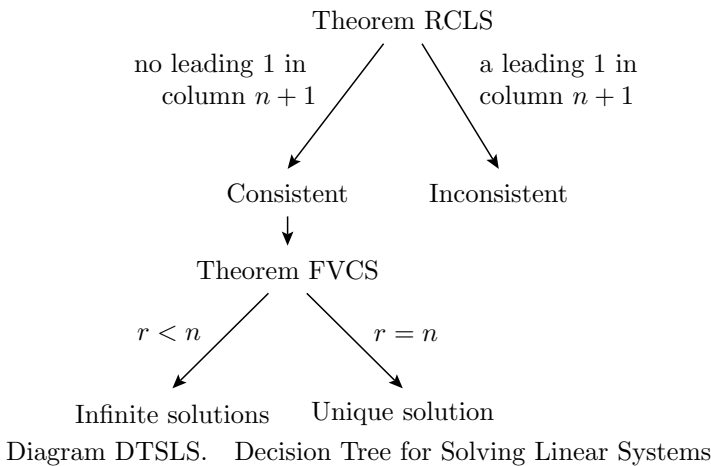 Theorem RCLS
no leading 1 in
column n + 1
a leading 1 in
column n + 1
Consistent
Inconsistent
Theorem FVCS
r < n
r = n
Infinite solutions
Unique solution
Diagram DTSLS. Decision Tree for Solving Linear Systems